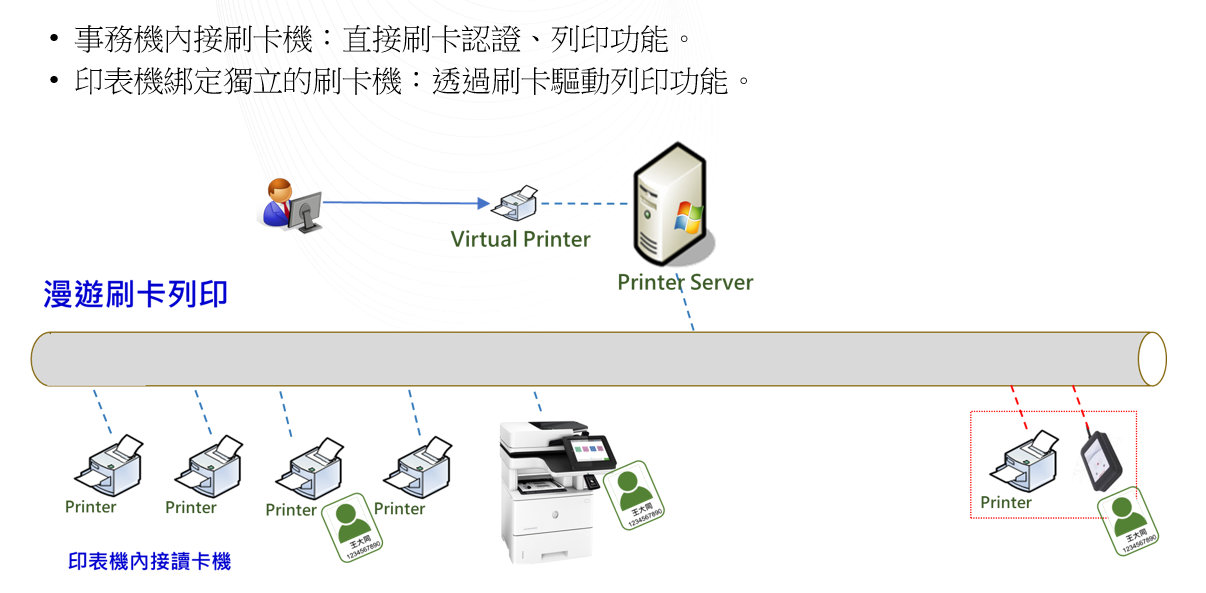 • 事務機內接刷卡機：直接刷卡認證、列印功能。
• 印表機綁定獨立的刷卡機：透過刷卡驅動列印功能。
Virtual Printer
Printer Server
漫遊刷卡列印
Printer
Printer
Printer
Printer
Printer
王大同
1234567890
王大同
1234567890
王大同
1234567890
印表機內接讀卡機